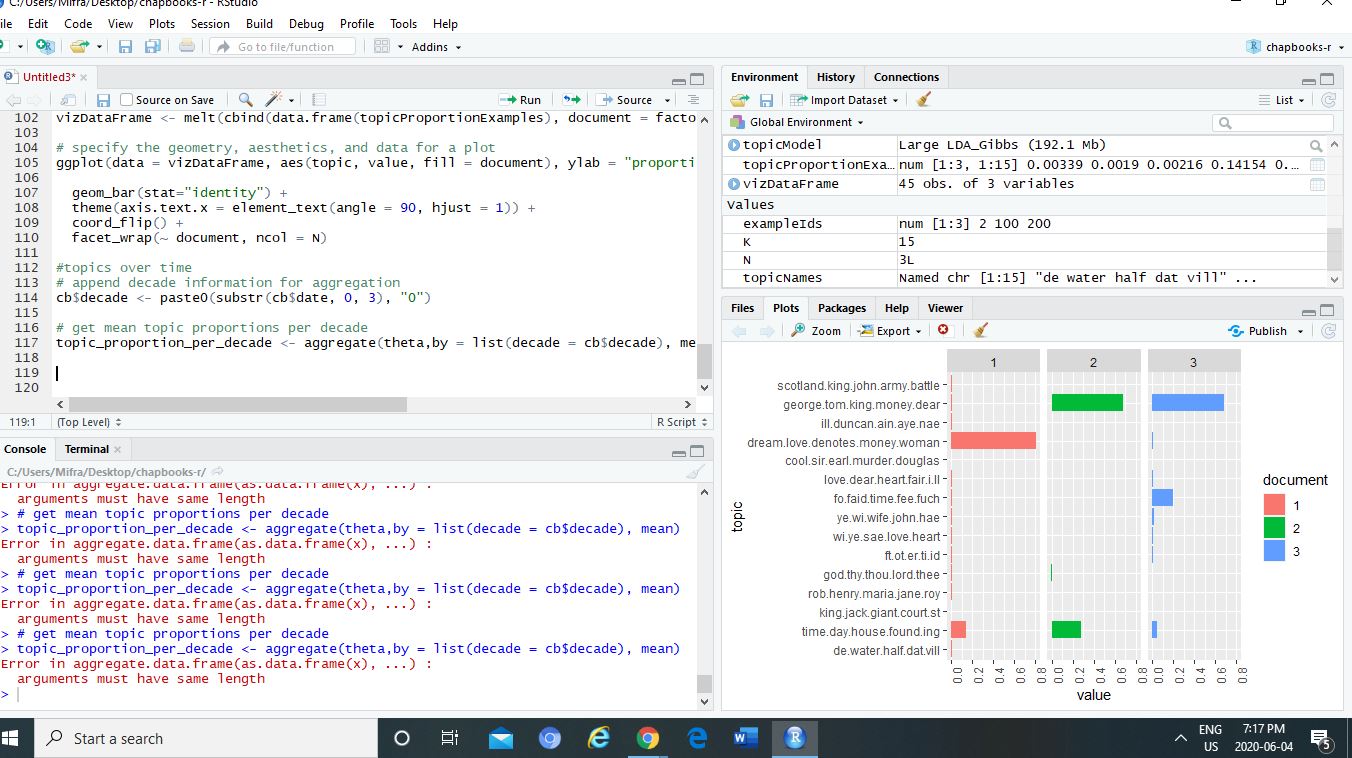 C:/Users/Mifra/Desktop/chapbooks-r - RStudio
Edit Code View Plots Session Build Debug Profile Tools Help
Go to file/function
Addins
chapbooks-r
Untitled3*
Source on Save
Run
Source
102 vizDataFrame <- melt(cbind(data.frame(topicProportionExamples), document = facto
103
104 # specify the geometry, aesthetics, and data for a plot
105 ggplot(data = vizDataFrame, aes(topic, value, fill = document), ylab = "proporti
106
107 geom_bar(stat="identity") +
108 theme(axis.text.x = element_text(angle = 90, hjust = 1)) +
109 coord_flip() +
110 facet_wrap(~ document, ncol = N)
111
112 #topics over time
113 # append decade information for aggregation
114 cb$decade <- paste0(substr(cb$date, 0, 3), "0")
115
116 # get mean topic proportions per decade
117 topic_proportion_per_decade <- aggregate(theta,by = list(decade = cb$decade), me
118
119
120
119:1 (Top Level) R Script
Console Terminal
C:/Users/Mifra/Desktop/chapbooks-r/
Error in aggregate.data.frame(as.data.frame(x), ...) :
arguments must have same length
> # get mean topic proportions per decade
> topic_proportion_per_decade <- aggregate(theta,by = list(decade = cb$decade), mean)
Error in aggregate.data.frame(as.data.frame(x), ...) :
arguments must have same length
> # get mean topic proportions per decade
> topic_proportion_per_decade <- aggregate(theta,by = list(decade = cb$decade), mean)
Error in aggregate.data.frame(as.data.frame(x), ...) :
arguments must have same length
> # get mean topic proportions per decade
> topic_proportion_per_decade <- aggregate(theta,by = list(decade = cb$decade), mean)
Error in aggregate.data.frame(as.data.frame(x), ...) :
arguments must have same length
>
Environment History Connections
Import Dataset
List
Global Environment
topicModel Large LDA_Gibbs (192.1 Mb)
topicProportionExa… num [1:3, 1:15] 0.00339 0.0019 0.00216 0.14154 0.…
vizDataFrame 45 obs. of 3 variables
Values
exampleIds num [1:3] 2 100 200
K 15
N 3L
topicNames Named chr [1:15] "de water half dat vill" ...
Files Plots Packages Help Viewer
Zoom Export Publish
1 2 3
scotland.king.john.army.battle
george.tom.king.money.dear
ill.duncan.ain.aye.nae
dream.love.denotes.money.woman
cool.sir.earl.murder.douglas
love.dear.heart.fair.i.ll
fo.faid.time.fee.fuch
ye.wi.wife.john.hae
wi.ye.sae.love.heart
ft.ot.er.ti.id
god.thy.thou.lord.thee
rob.henry.maria.jane.roy
king.jack.giant.court.st
time.day.house.found.ing
de.water.half.dat.vill
topic
0.0 0.2 0.4 0.6 0.8 0.0 0.2 0.4 0.6 0.8 0.0 0.2 0.4 0.6 0.8
value
document
1
2
3
Start a search
ENG
US
7:17 PM
2020-06-04
5